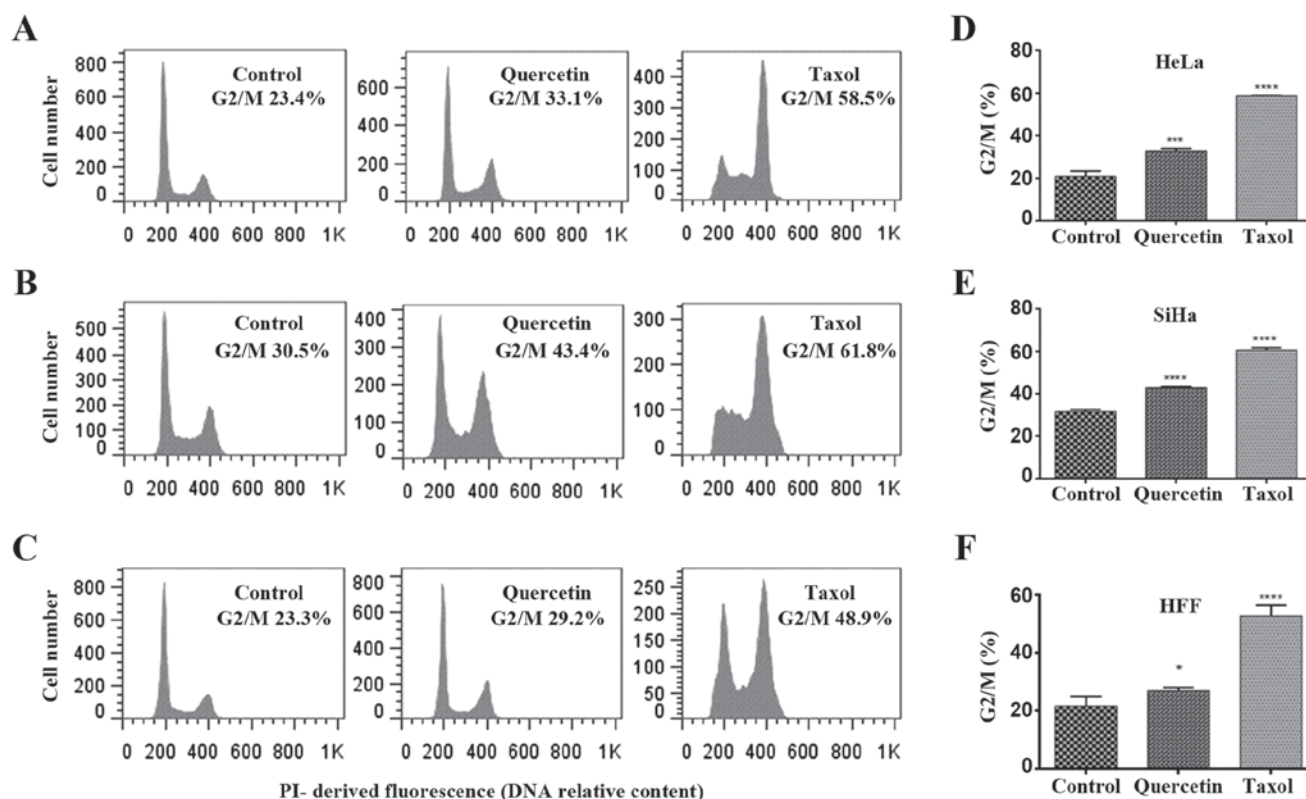 A
Cell number
800
600
400
200
0
Control
G2/M 23.4%
0 200 400 600 800 1K
600
400
200
0
Quercetin
G2/M 33.1%
0 200 400 600 800 1K
400
300
200
100
0
Taxol
G2/M 58.5%
0 200 400 600 800 1K
D
HeLa
G2/M (%)
80
60
40
20
0
***
****
Control Quercetin Taxol
B
Cell number
500
400
300
200
100
0
Control
G2/M 30.5%
0 200 400 600 800 1K
400
300
200
100
0
Quercetin
G2/M 43.4%
0 200 400 600 800 1K
300
200
100
0
Taxol
G2/M 61.8%
0 200 400 600 800 1K
E
SiHa
G2/M (%)
80
60
40
20
0
****
****
Control Quercetin Taxol
C
Cell number
800
600
400
200
0
Control
G2/M 23.3%
0 200 400 600 800 1K
800
600
400
200
0
Quercetin
G2/M 29.2%
0 200 400 600 800 1K
250
200
150
100
50
0
Taxol
G2/M 48.9%
0 200 400 600 800 1K
F
HFF
G2/M (%)
60
40
20
0
*
****
Control Quercetin Taxol
PI- derived fluorescence (DNA relative content)